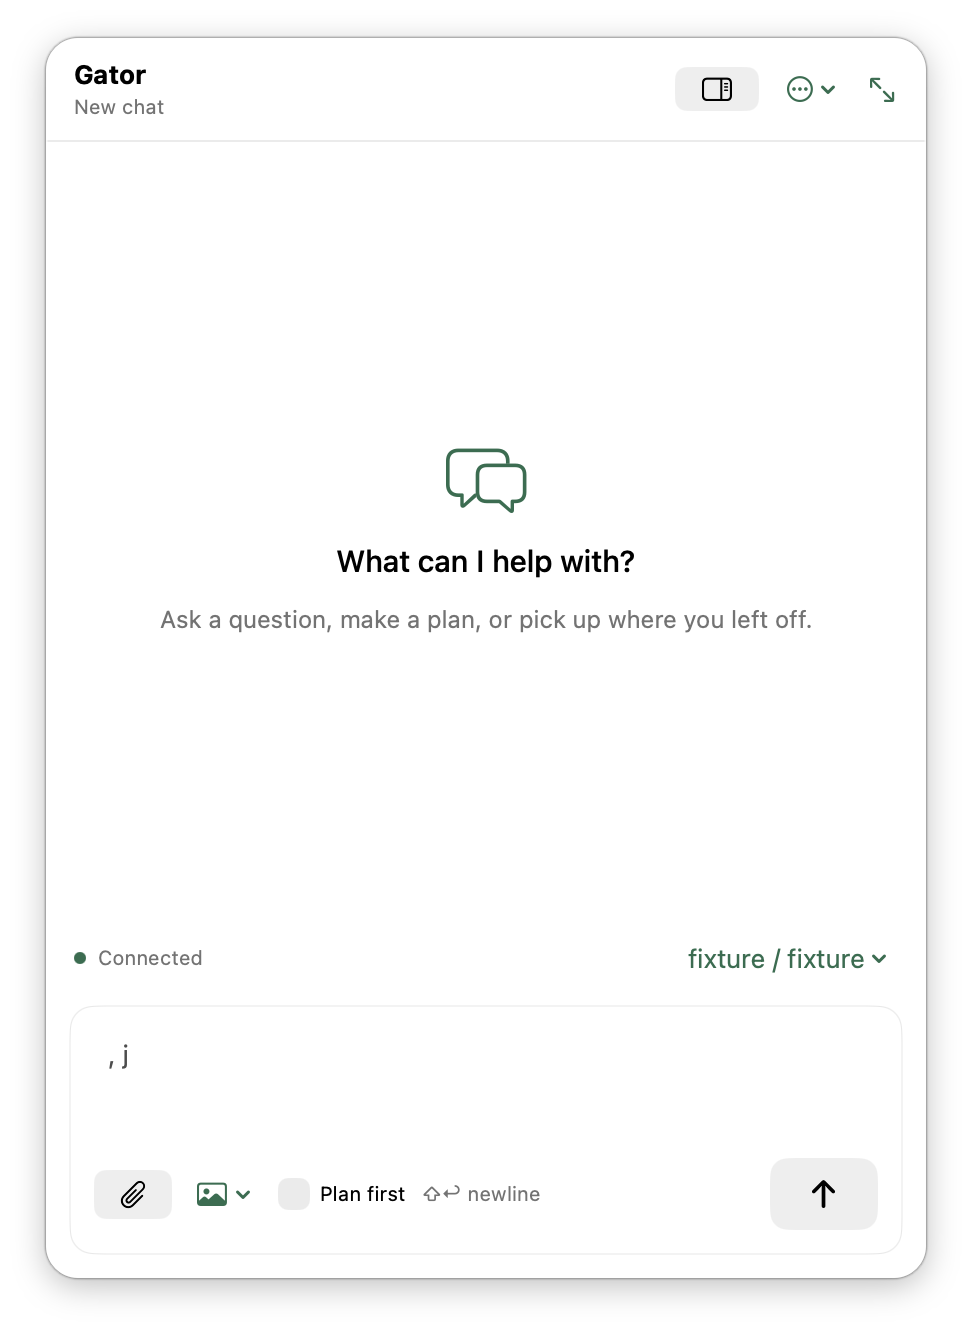 Gator
New chat
What can I help with?
Ask a question, make a plan, or pick up where you left off.
Connected
fixture / fixture
, j
Plan first
newline